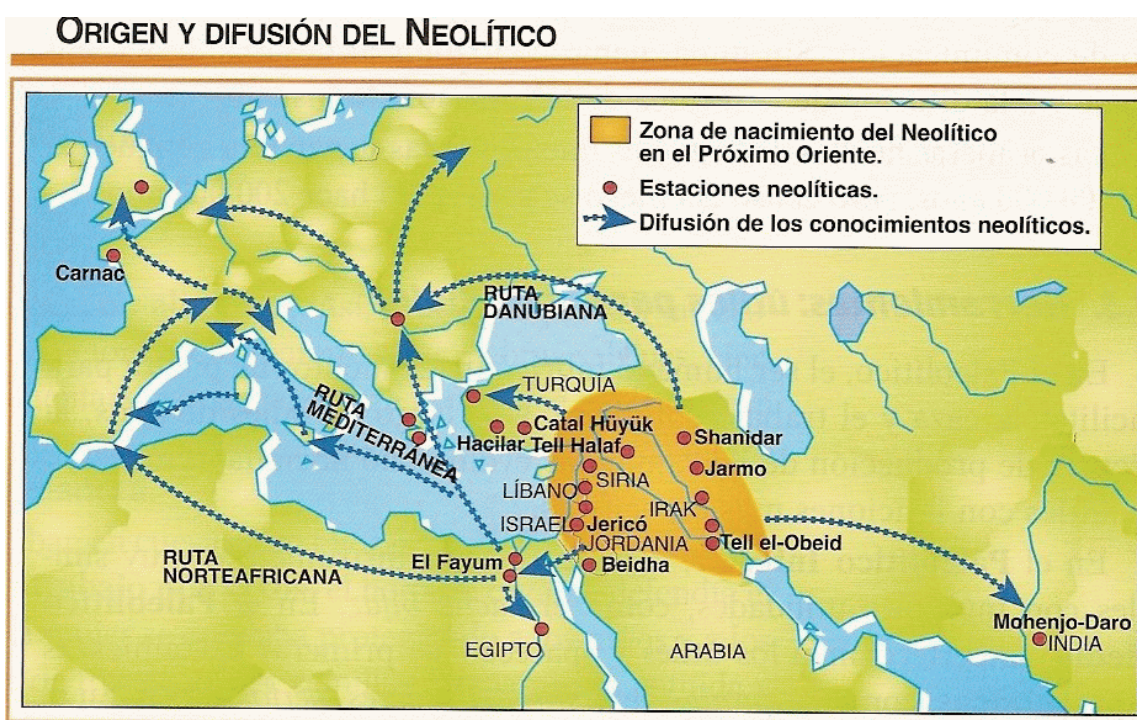 ORIGEN Y DIFUSIÓN DEL NEOLÍTICO
Zona de nacimiento del Neolítico
en el Próximo Oriente.
Estaciones neolíticas.
Difusión de los conocimientos neolíticos.
Carnac
RUTA
DANUBIANA
TURQUÍA
RUTA
MEDITERRÁNEA
Catal Hüyük
Hacilar
Tell Halaf
Shanidar
Jarmo
SIRIA
LÍBANO
IRAK
ISRAEL
Jericó
JORDANIA
Tell el-Obeid
RUTA
NORTEAFRICANA
El Fayum
Beidha
Mohenjo-Daro
INDIA
EGIPTO
ARABIA